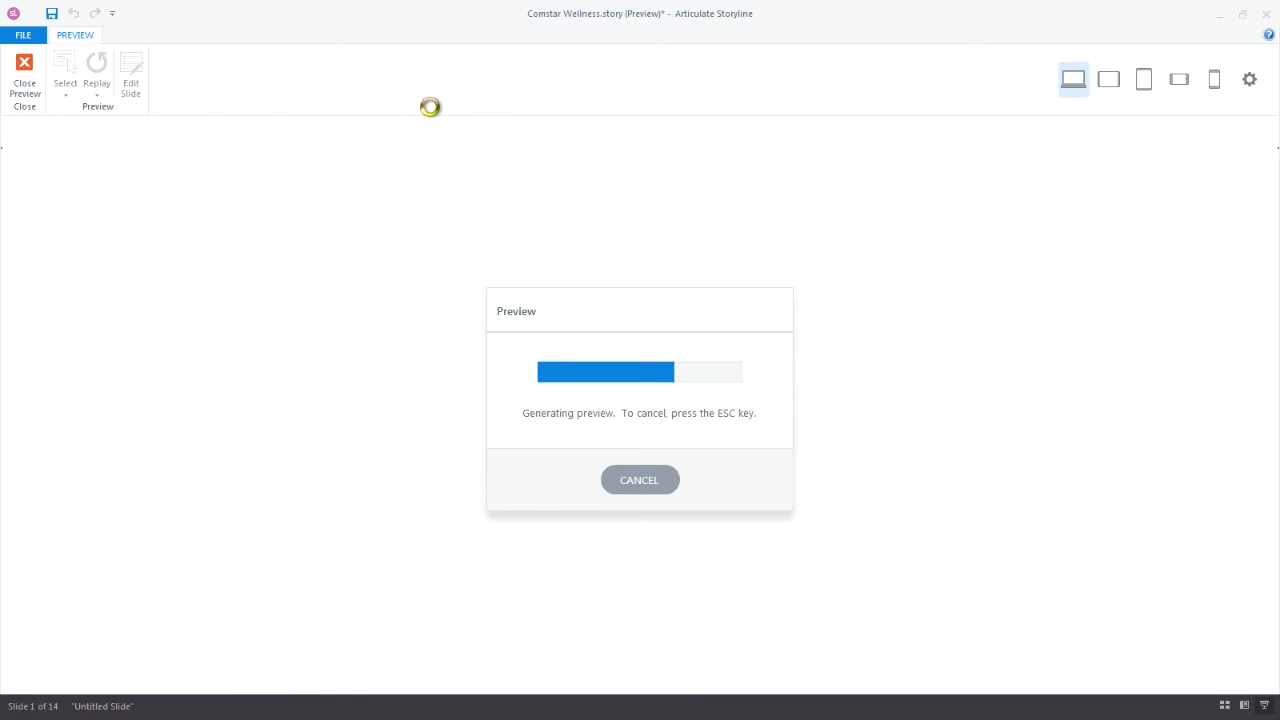 SL
Comstar Wellness.story (Preview)* - Articulate Storyline
FILE
PREVIEW
Close Preview
Select
Replay
Edit Slide
Close
Preview
Preview
Generating preview. To cancel, press the ESC key.
CANCEL
Slide 1 of 14
"Untitled Slide"